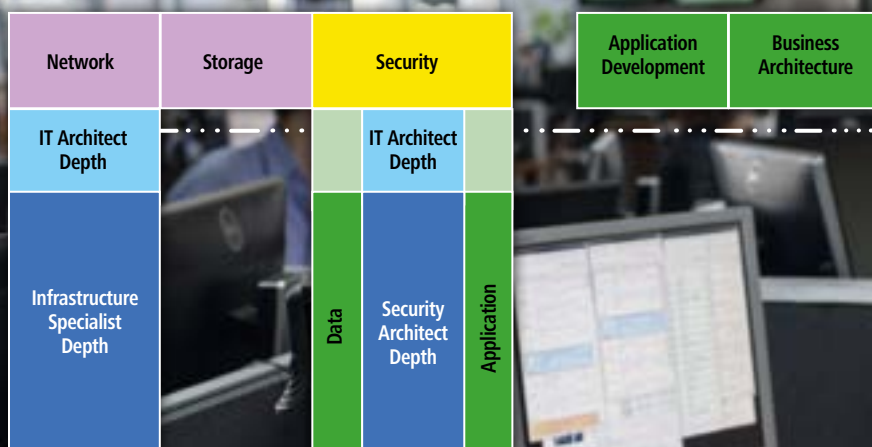 Network
Storage
Security
Application
Development
Business
Architecture
IT Architect
Depth
IT Architect
Depth
Infrastructure
Specialist
Depth
Data
Security
Architect
Depth
Application